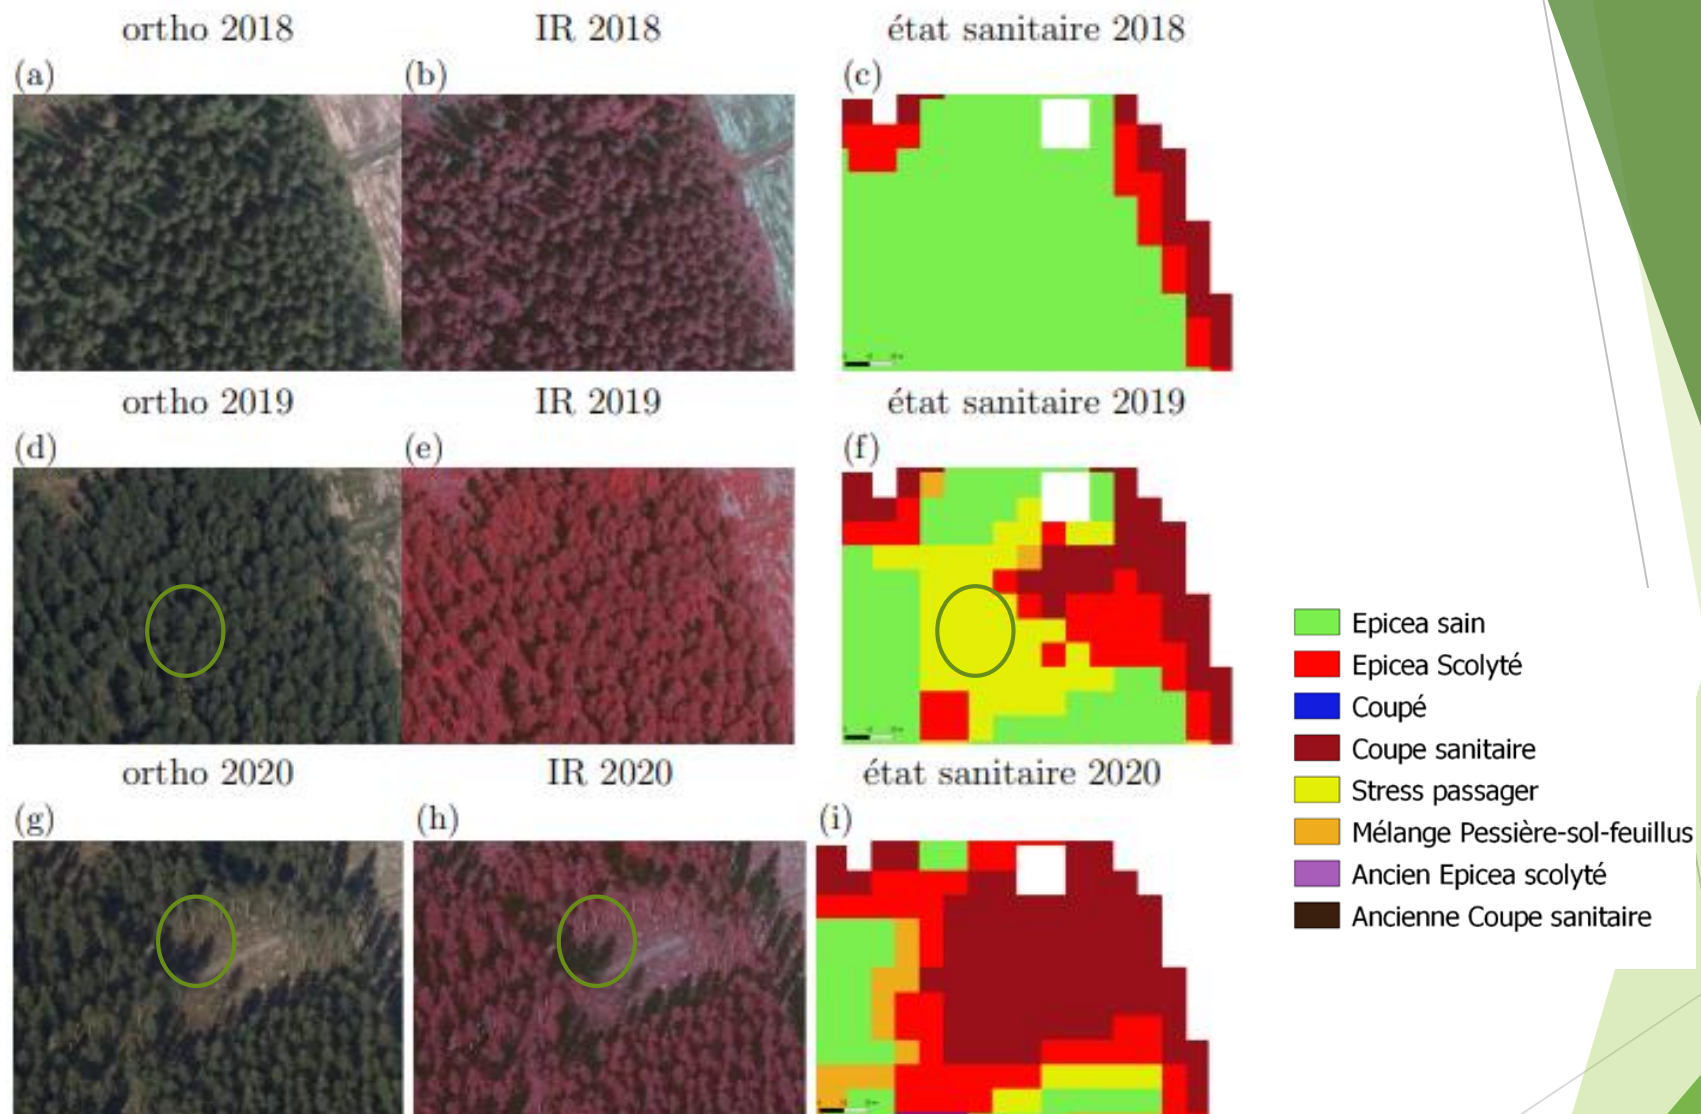 ortho 2018
IR 2018
état sanitaire 2018
(a)
(b)
(c)
ortho 2019
IR 2019
état sanitaire 2019
(d)
(e)
(f)
ortho 2020
IR 2020
état sanitaire 2020
(g)
(h)
(i)
Epicea sain
Epicea Scolyté
Coupé
Coupe sanitaire
Stress passager
Mélange Pessière-sol-feuillus
Ancien Epicea scolyté
Ancienne Coupe sanitaire